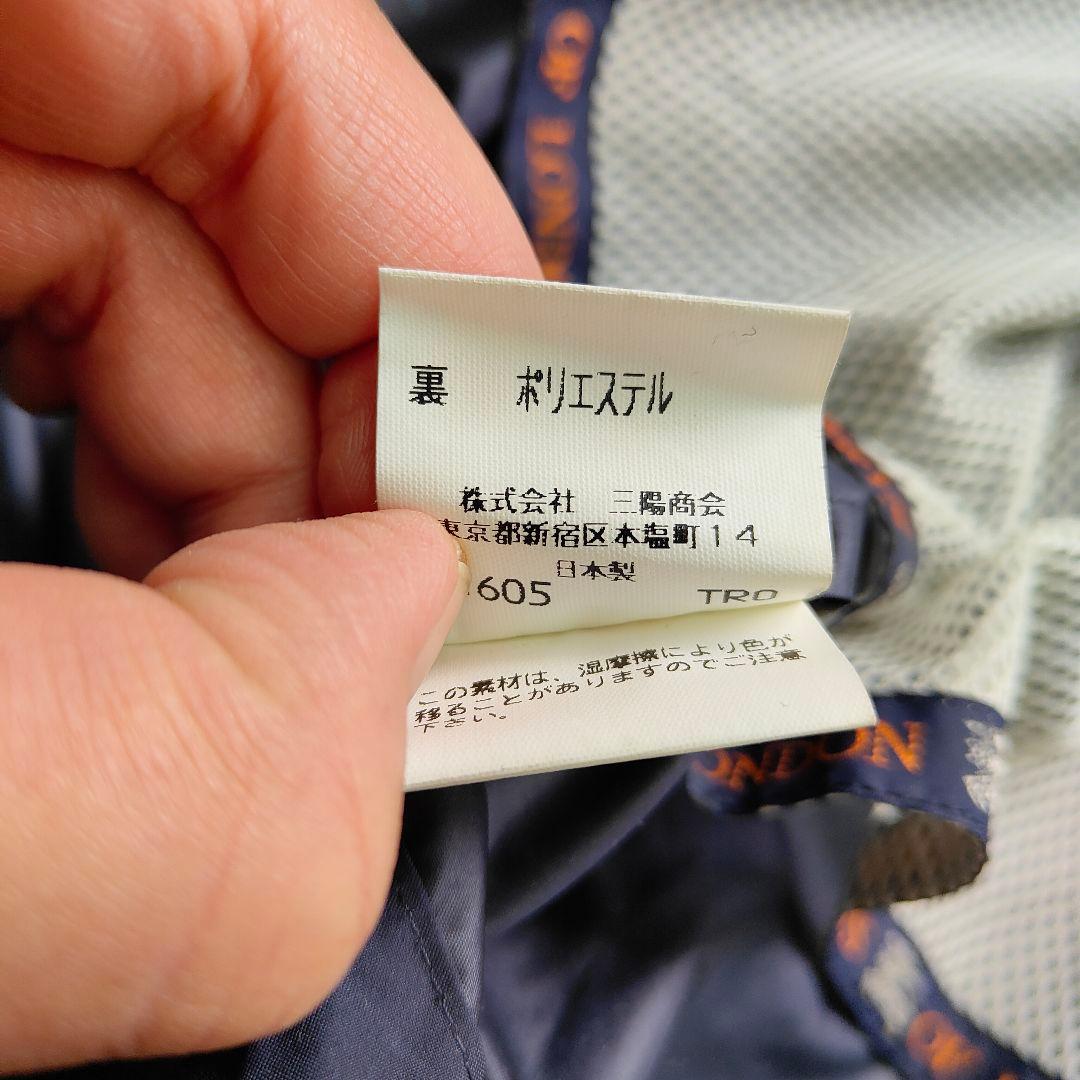 裏 ポリエステル
株式会社 三陽商会
東京都新宿区本塩町14
日本製
605 TRO
この素材は、湿摩擦により色が
移ることがありますのでご注意
下さい。
LONDON